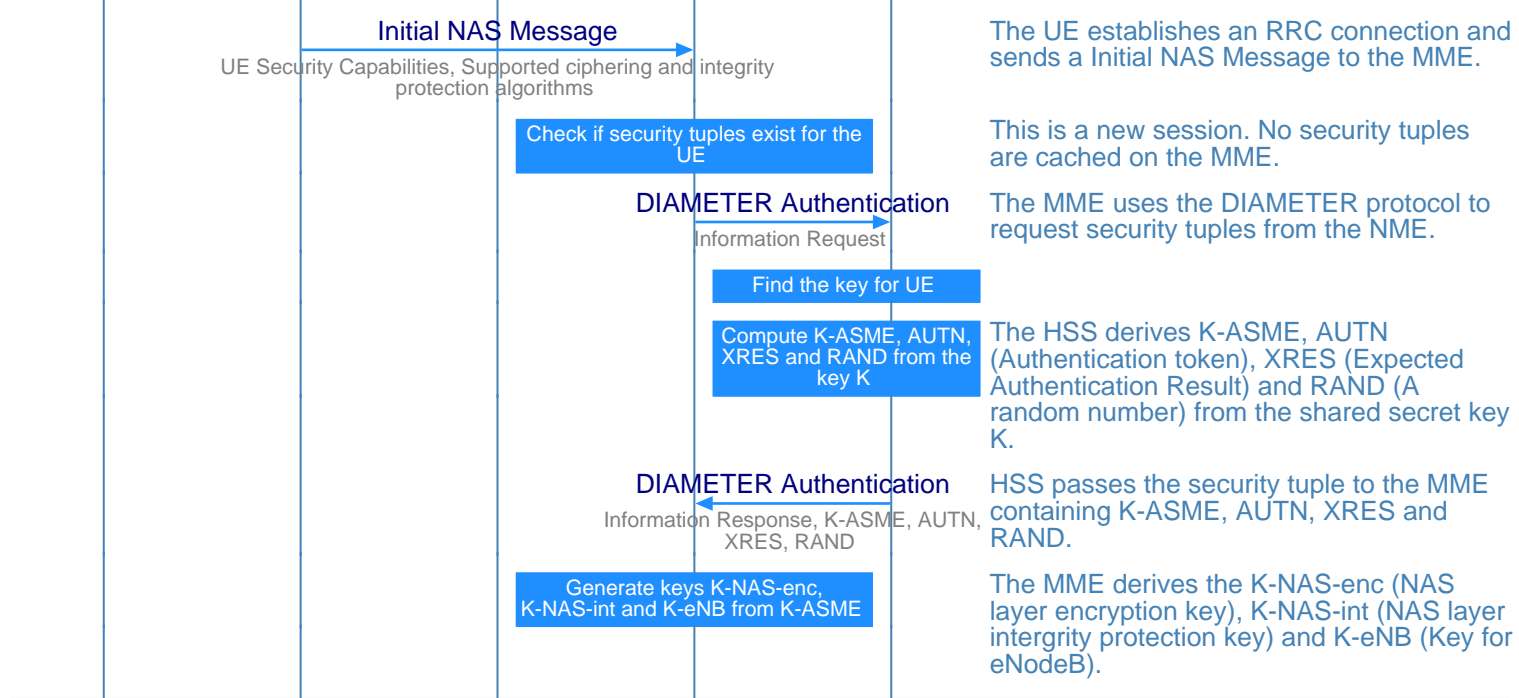 Initial NAS Message
UE Security Capabilities, Supported ciphering and integrity
protection algorithms
The UE establishes an RRC connection and
sends a Initial NAS Message to the MME.
Check if security tuples exist for the
UE
This is a new session. No security tuples
are cached on the MME.
DIAMETER Authentication
Information Request
The MME uses the DIAMETER protocol to
request security tuples from the NME.
Find the key for UE
Compute K-ASME, AUTN,
XRES and RAND from the
key K
The HSS derives K-ASME, AUTN
(Authentication token), XRES (Expected
Authentication Result) and RAND (A
random number) from the shared secret key
K.
DIAMETER Authentication
Information Response, K-ASME, AUTN,
XRES, RAND
HSS passes the security tuple to the MME
containing K-ASME, AUTN, XRES and
RAND.
Generate keys K-NAS-enc,
K-NAS-int and K-eNB from K-ASME
The MME derives the K-NAS-enc (NAS
layer encryption key), K-NAS-int (NAS layer
intergrity protection key) and K-eNB (Key for
eNodeB).